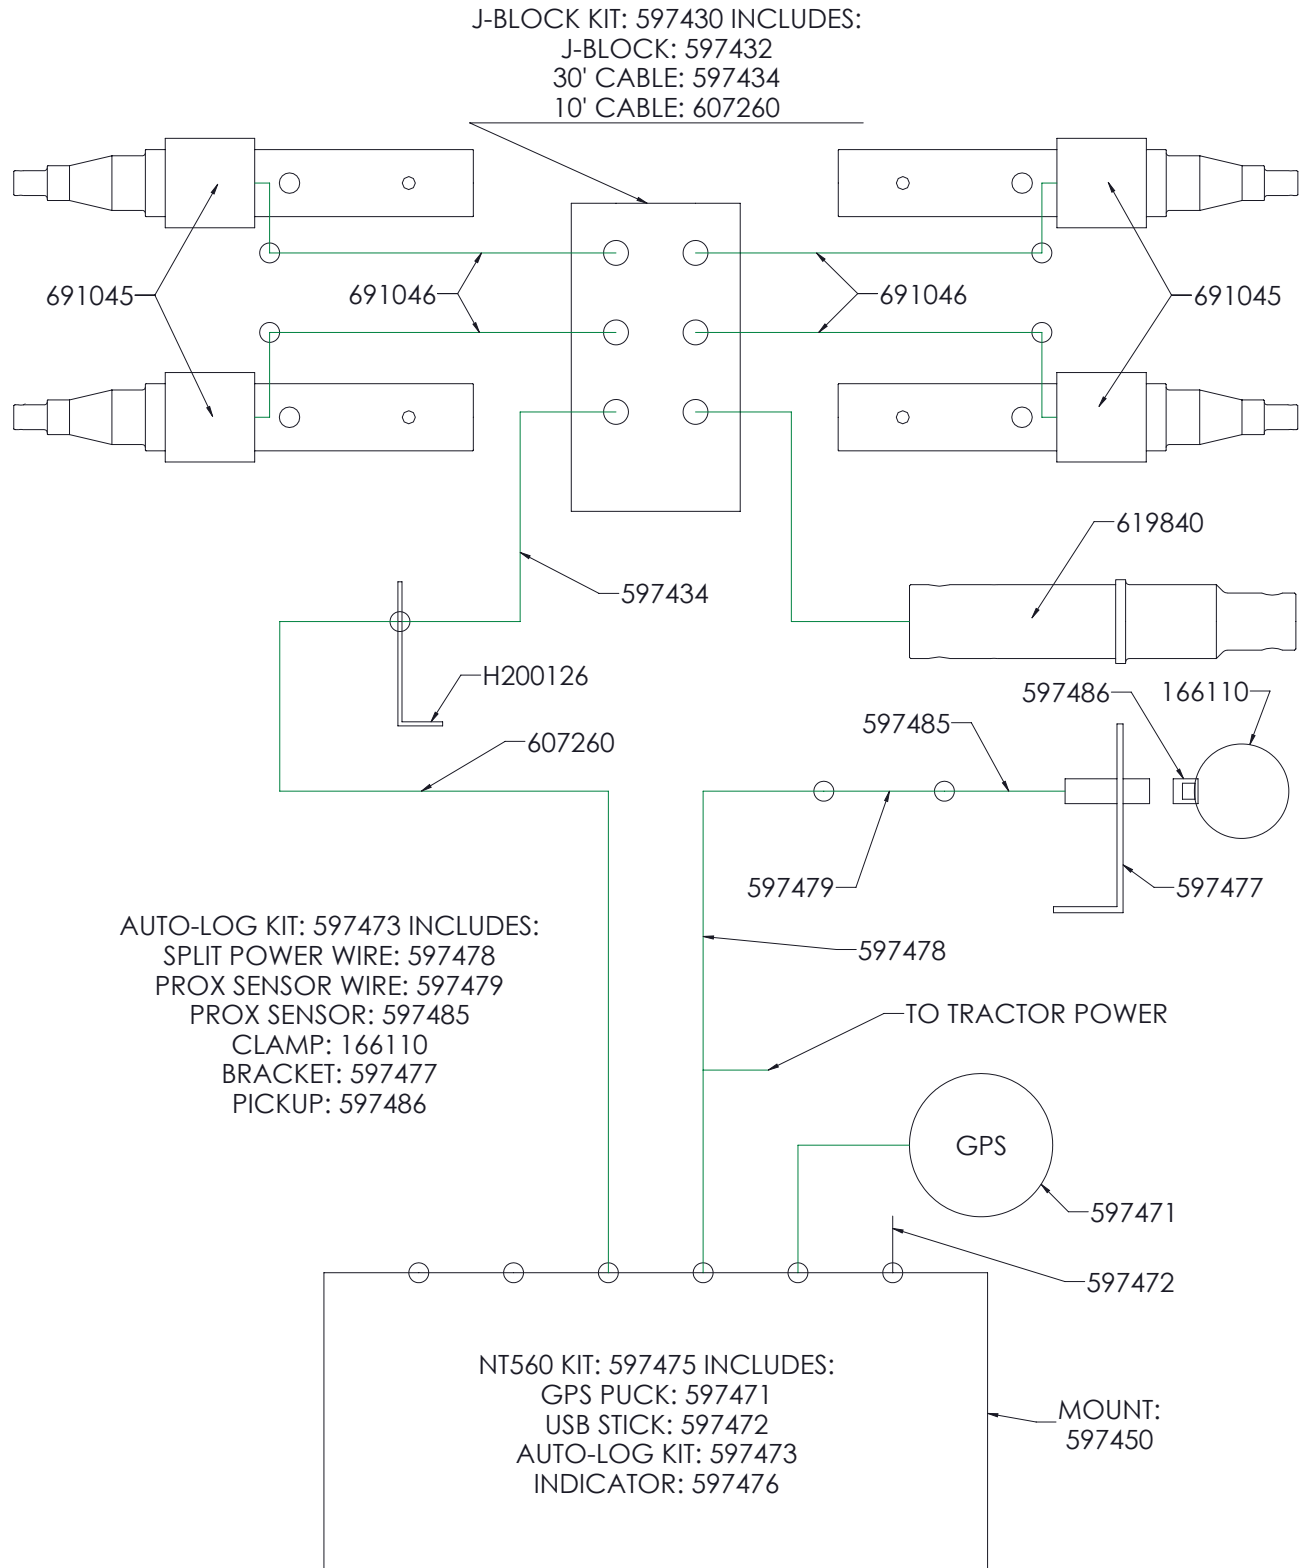 J-BLOCK KIT: 597430 INCLUDES:
J-BLOCK: 597432
30' CABLE: 597434
10' CABLE: 607260
691045
691046
691046
691045
619840
597434
H200126
597486
166110
597485
607260
597479
597477
AUTO-LOG KIT: 597473 INCLUDES:
SPLIT POWER WIRE: 597478
PROX SENSOR WIRE: 597479
PROX SENSOR: 597485
CLAMP: 166110
BRACKET: 597477
PICKUP: 597486
597478
TO TRACTOR POWER
GPS
597471
597472
NT560 KIT: 597475 INCLUDES:
GPS PUCK: 597471
USB STICK: 597472
AUTO-LOG KIT: 597473
INDICATOR: 597476
MOUNT:
597450